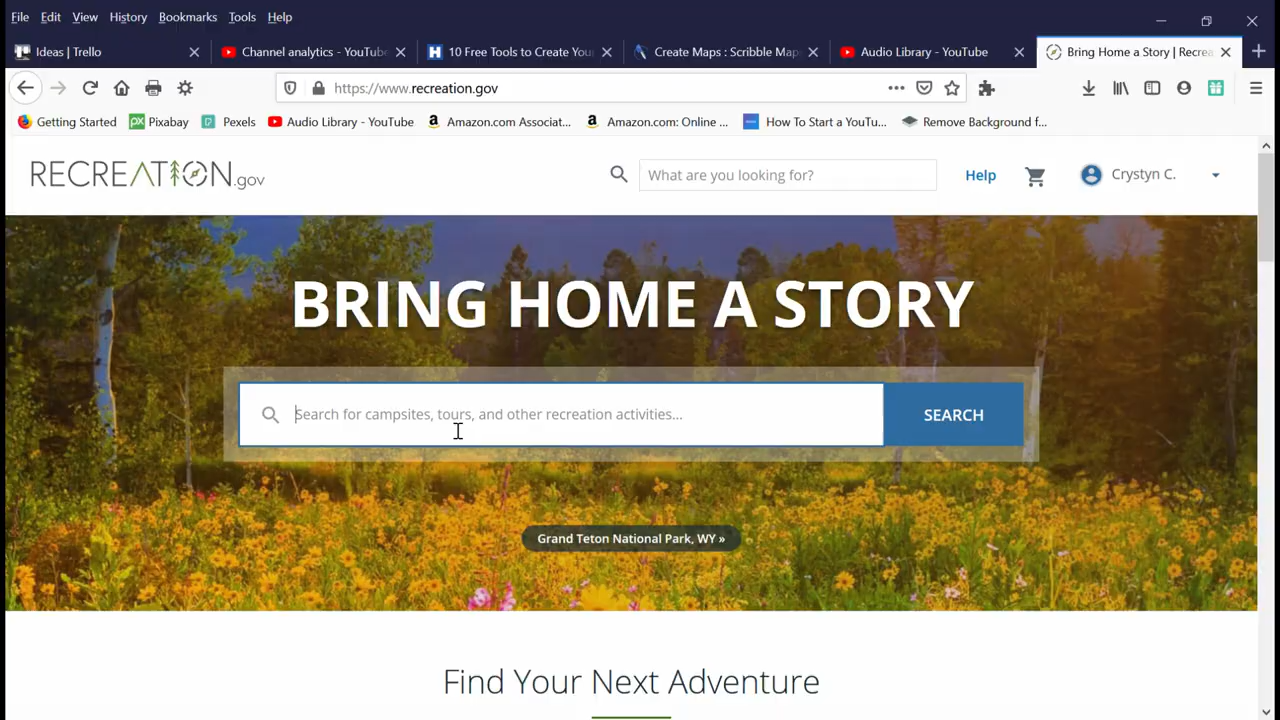 File Edit View History Bookmarks Tools Help
Ideas | Trello
Channel analytics - YouTube
10 Free Tools to Create You
Create Maps : Scribble Map
Audio Library - YouTube
Bring Home a Story | Recrea
https://www.recreation.gov
Getting Started
Pixabay
Pexels
Audio Library - YouTube
Amazon.com Associat...
Amazon.com: Online ...
How To Start a YouTu...
Remove Background f...
RECREATION.gov
What are you looking for?
Help
Crystyn C.
BRING HOME A STORY
Search for campsites, tours, and other recreation activities...
SEARCH
Grand Teton National Park, WY »
Find Your Next Adventure